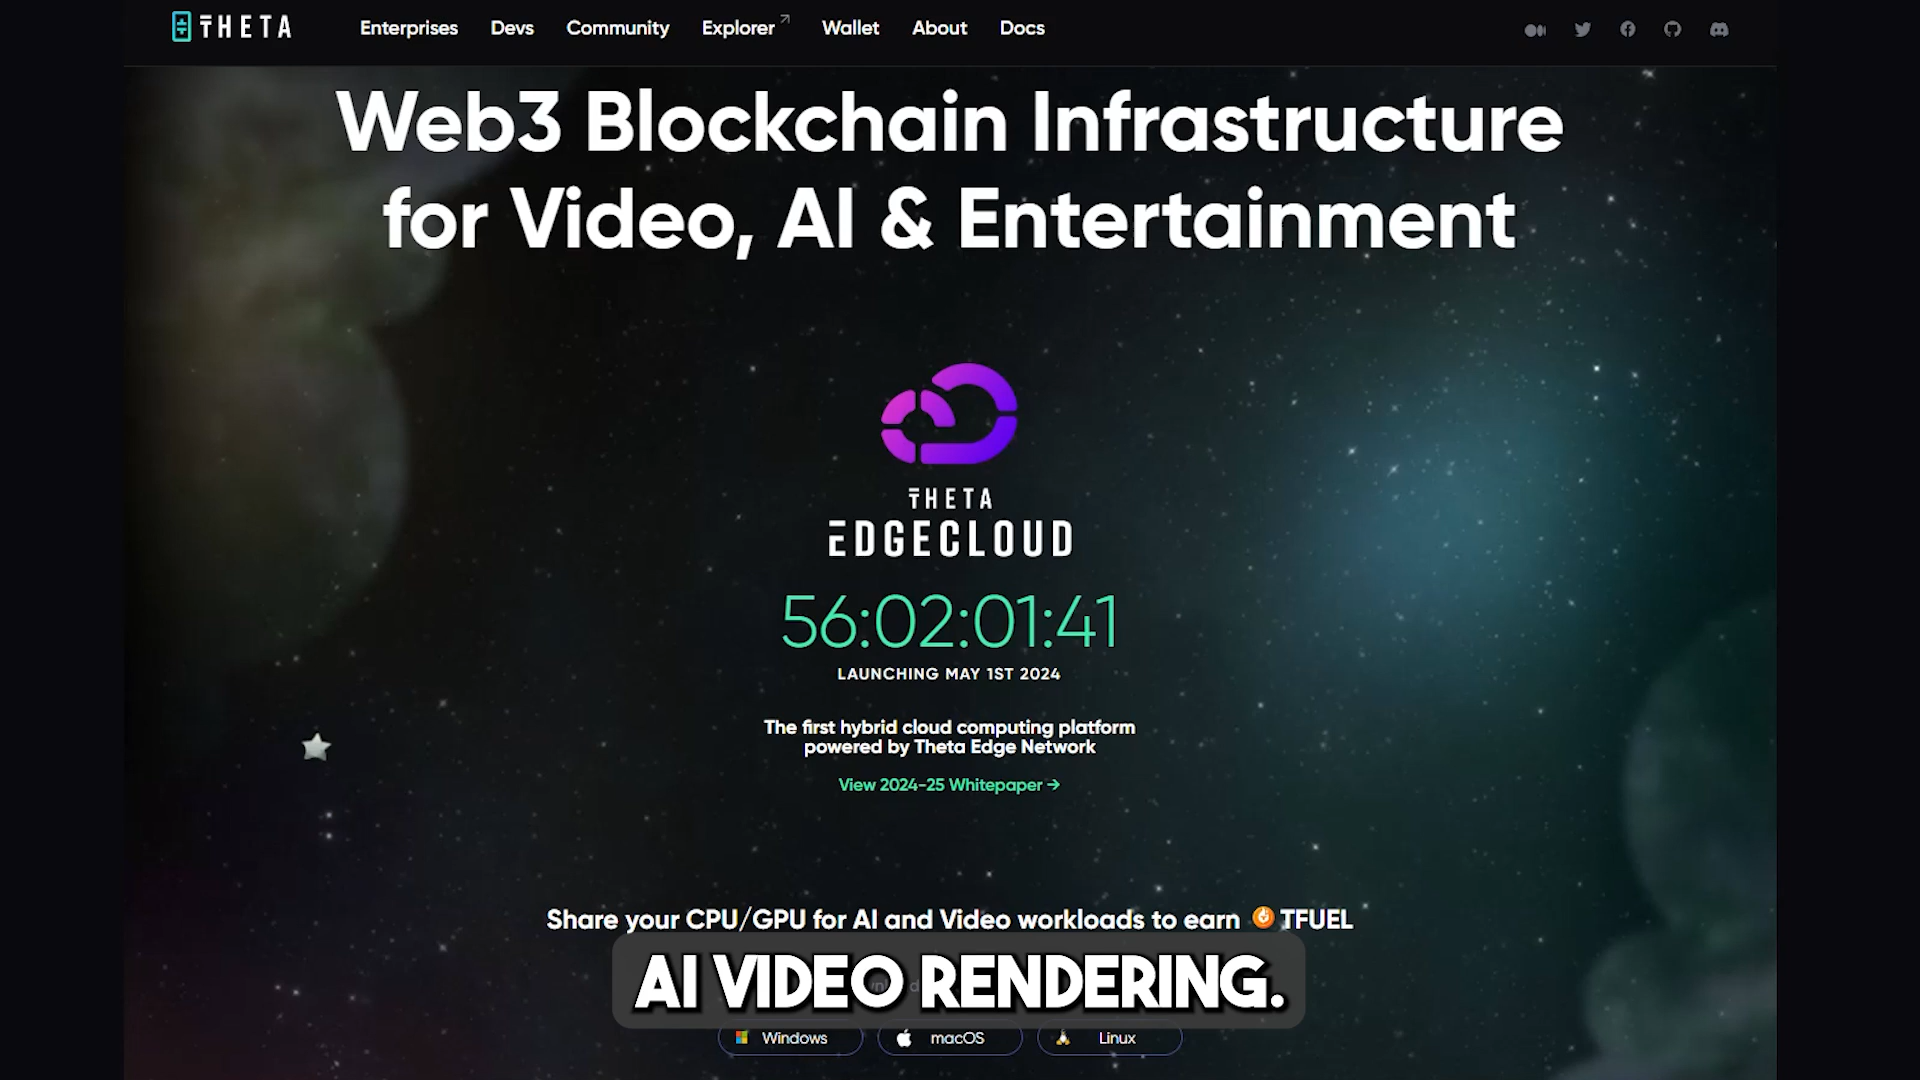 THETA
Enterprises Devs Community Explorer Wallet About Docs
Web3 Blockchain Infrastructure
for Video, AI & Entertainment
THETA
EDGECLOUD
56:02:01:41
LAUNCHING MAY 1ST 2024
The first hybrid cloud computing platform
powered by Theta Edge Network
View 2024-25 Whitepaper →
Share your CPU/GPU for AI and Video workloads to earn TFUEL
AI VIDEO RENDERING.
Windows macOS Linux